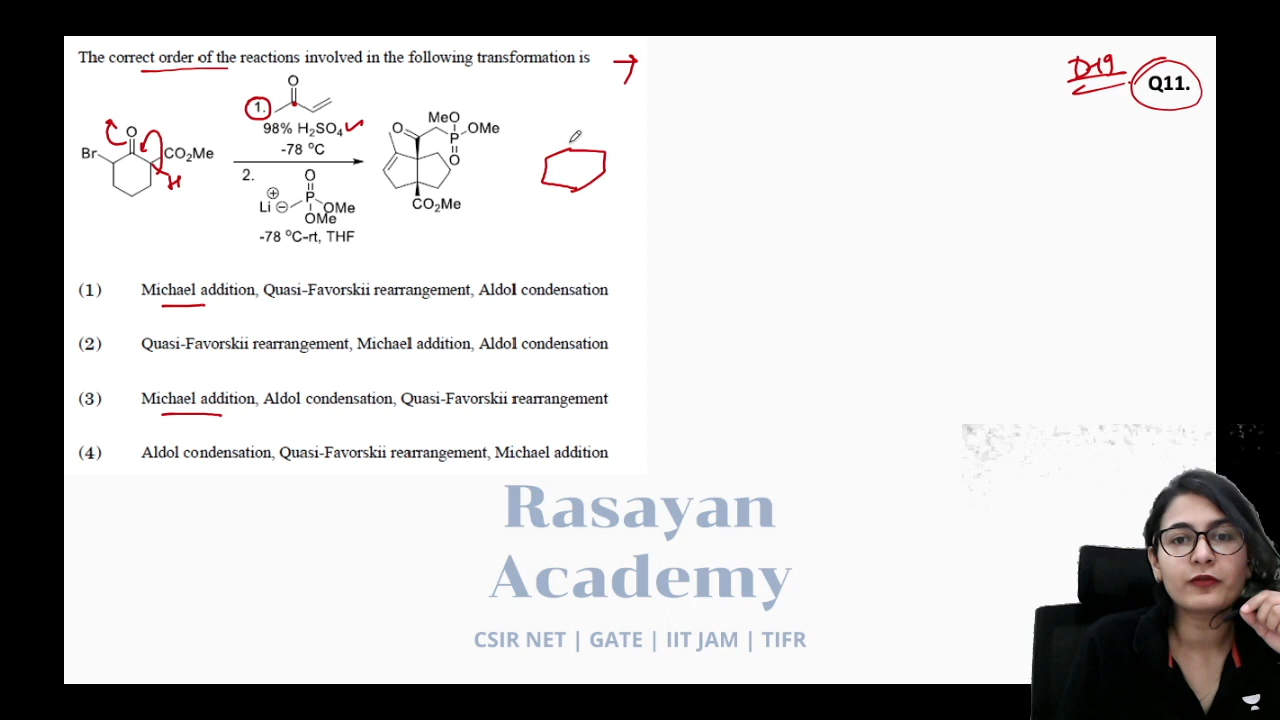 The correct order of the reactions involved in the following transformation is
D-19
Q11.
O
1.
98% H2SO4
-78 °C
2.
O
P
OMe
OMe
Li ⊕ ⊖
-78 °C-rt, THF
O
Br
CO2Me
H
MeO
OMe
O
P
O
CO2Me
(1) Michael addition, Quasi-Favorskii rearrangement, Aldol condensation
(2) Quasi-Favorskii rearrangement, Michael addition, Aldol condensation
(3) Michael addition, Aldol condensation, Quasi-Favorskii rearrangement
(4) Aldol condensation, Quasi-Favorskii rearrangement, Michael addition
Rasayan
Academy
CSIR NET | GATE | IIT JAM | TIFR